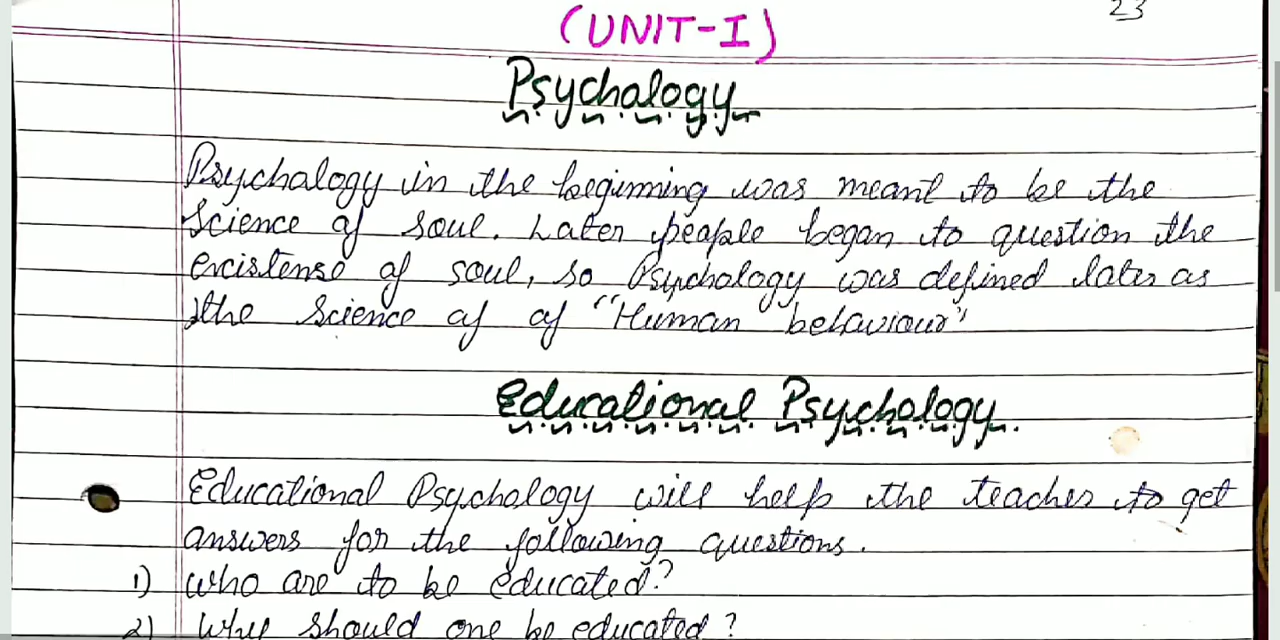 23
(UNIT-I)
Psychology
Psychology in the beginning was meant to be the
Science of soul. Later people began to question the
existense of soul, so Psychology was defined later as
the Science of of "Human behaviour"
Educational Psychology.
Educational Psychology will help the teacher to get
answers for the following questions.
1) Who are to be educated?
2) Why should one be educated?